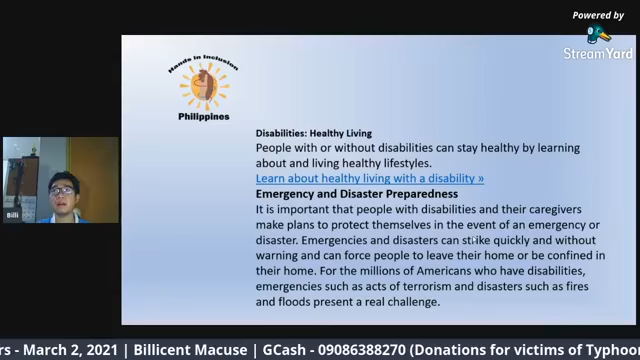 Powered by
StreamYard
Hands in Inclusion
Philippines
Disabilities: Healthy Living
People with or without disabilities can stay healthy by learning
about and living healthy lifestyles.
Learn about healthy living with a disability »
Emergency and Disaster Preparedness
It is important that people with disabilities and their caregivers
make plans to protect themselves in the event of an emergency or
disaster. Emergencies and disasters can strike quickly and without
warning and can force people to leave their home or be confined in
their home. For the millions of Americans who have disabilities,
emergencies such as acts of terrorism and disasters such as fires
and floods present a real challenge.
Billi
rs - March 2, 2021 | Billicent Macuse | GCash - 09086388270 (Donations for victims of Typhoon